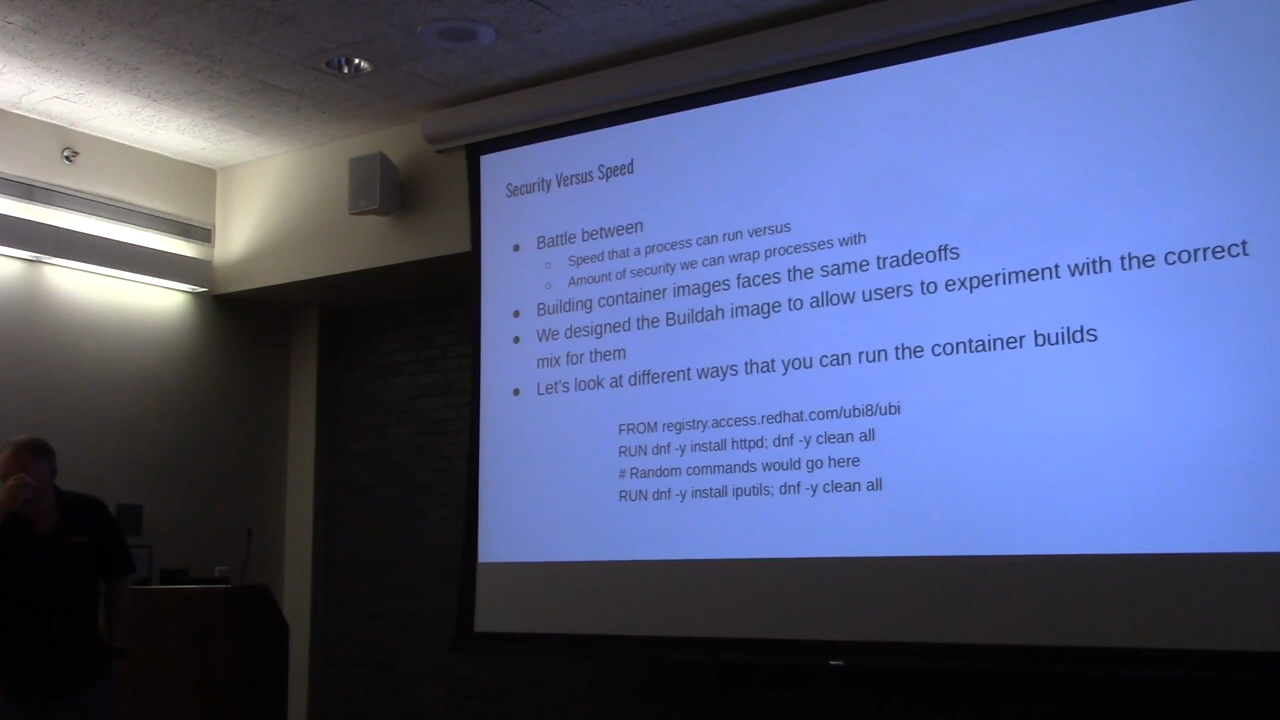 Security Versus Speed
● Battle between
○ Speed that a process can run versus
○ Amount of security we can wrap processes with
● Building container images faces the same tradeoffs
● We designed the Buildah image to allow users to experiment with the correct
mix for them
● Let's look at different ways that you can run the container builds
FROM registry.access.redhat.com/ubi8/ubi
RUN dnf -y install httpd; dnf -y clean all
# Random commands would go here
RUN dnf -y install iputils; dnf -y clean all